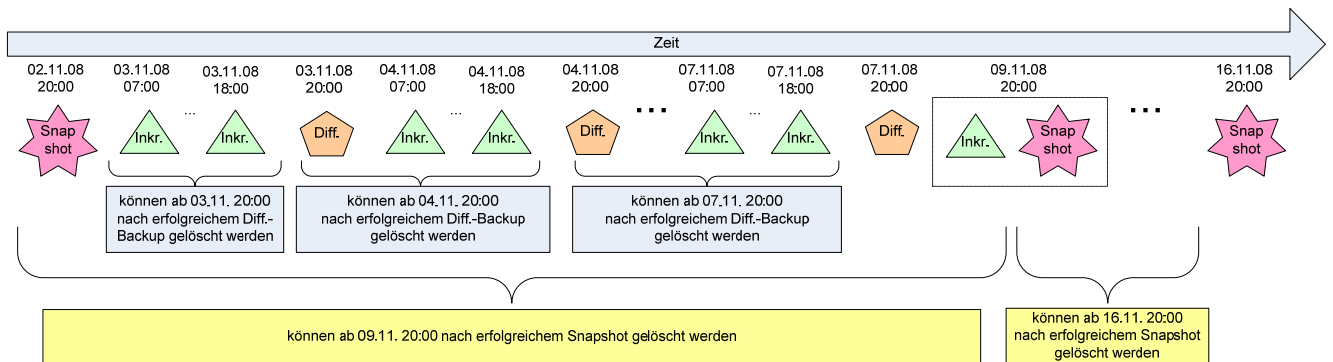 Zeit
02.11.08
20:00
03.11.08
07:00
03.11.08
18:00
03.11.08
20:00
04.11.08
07:00
04.11.08
18:00
04.11.08
20:00
07.11.08
07:00
07.11.08
18:00
07.11.08
20:00
09.11.08
20:00
16.11.08
20:00
Snap
shot
Inkr.
...
Inkr.
Diff.
Inkr.
...
Inkr.
Diff.
...
Inkr.
...
Inkr.
Diff.
Inkr.
Snap
shot
...
Snap
shot
können ab 03.11. 20:00
nach erfolgreichem Diff.-
Backup gelöscht werden
können ab 04.11. 20:00
nach erfolgreichem Diff.-Backup
gelöscht werden
können ab 07.11. 20:00
nach erfolgreichem Diff.-Backup
gelöscht werden
können ab 09.11. 20:00 nach erfolgreichem Snapshot gelöscht werden
können ab 16.11. 20:00
nach erfolgreichem Snapshot
gelöscht werden